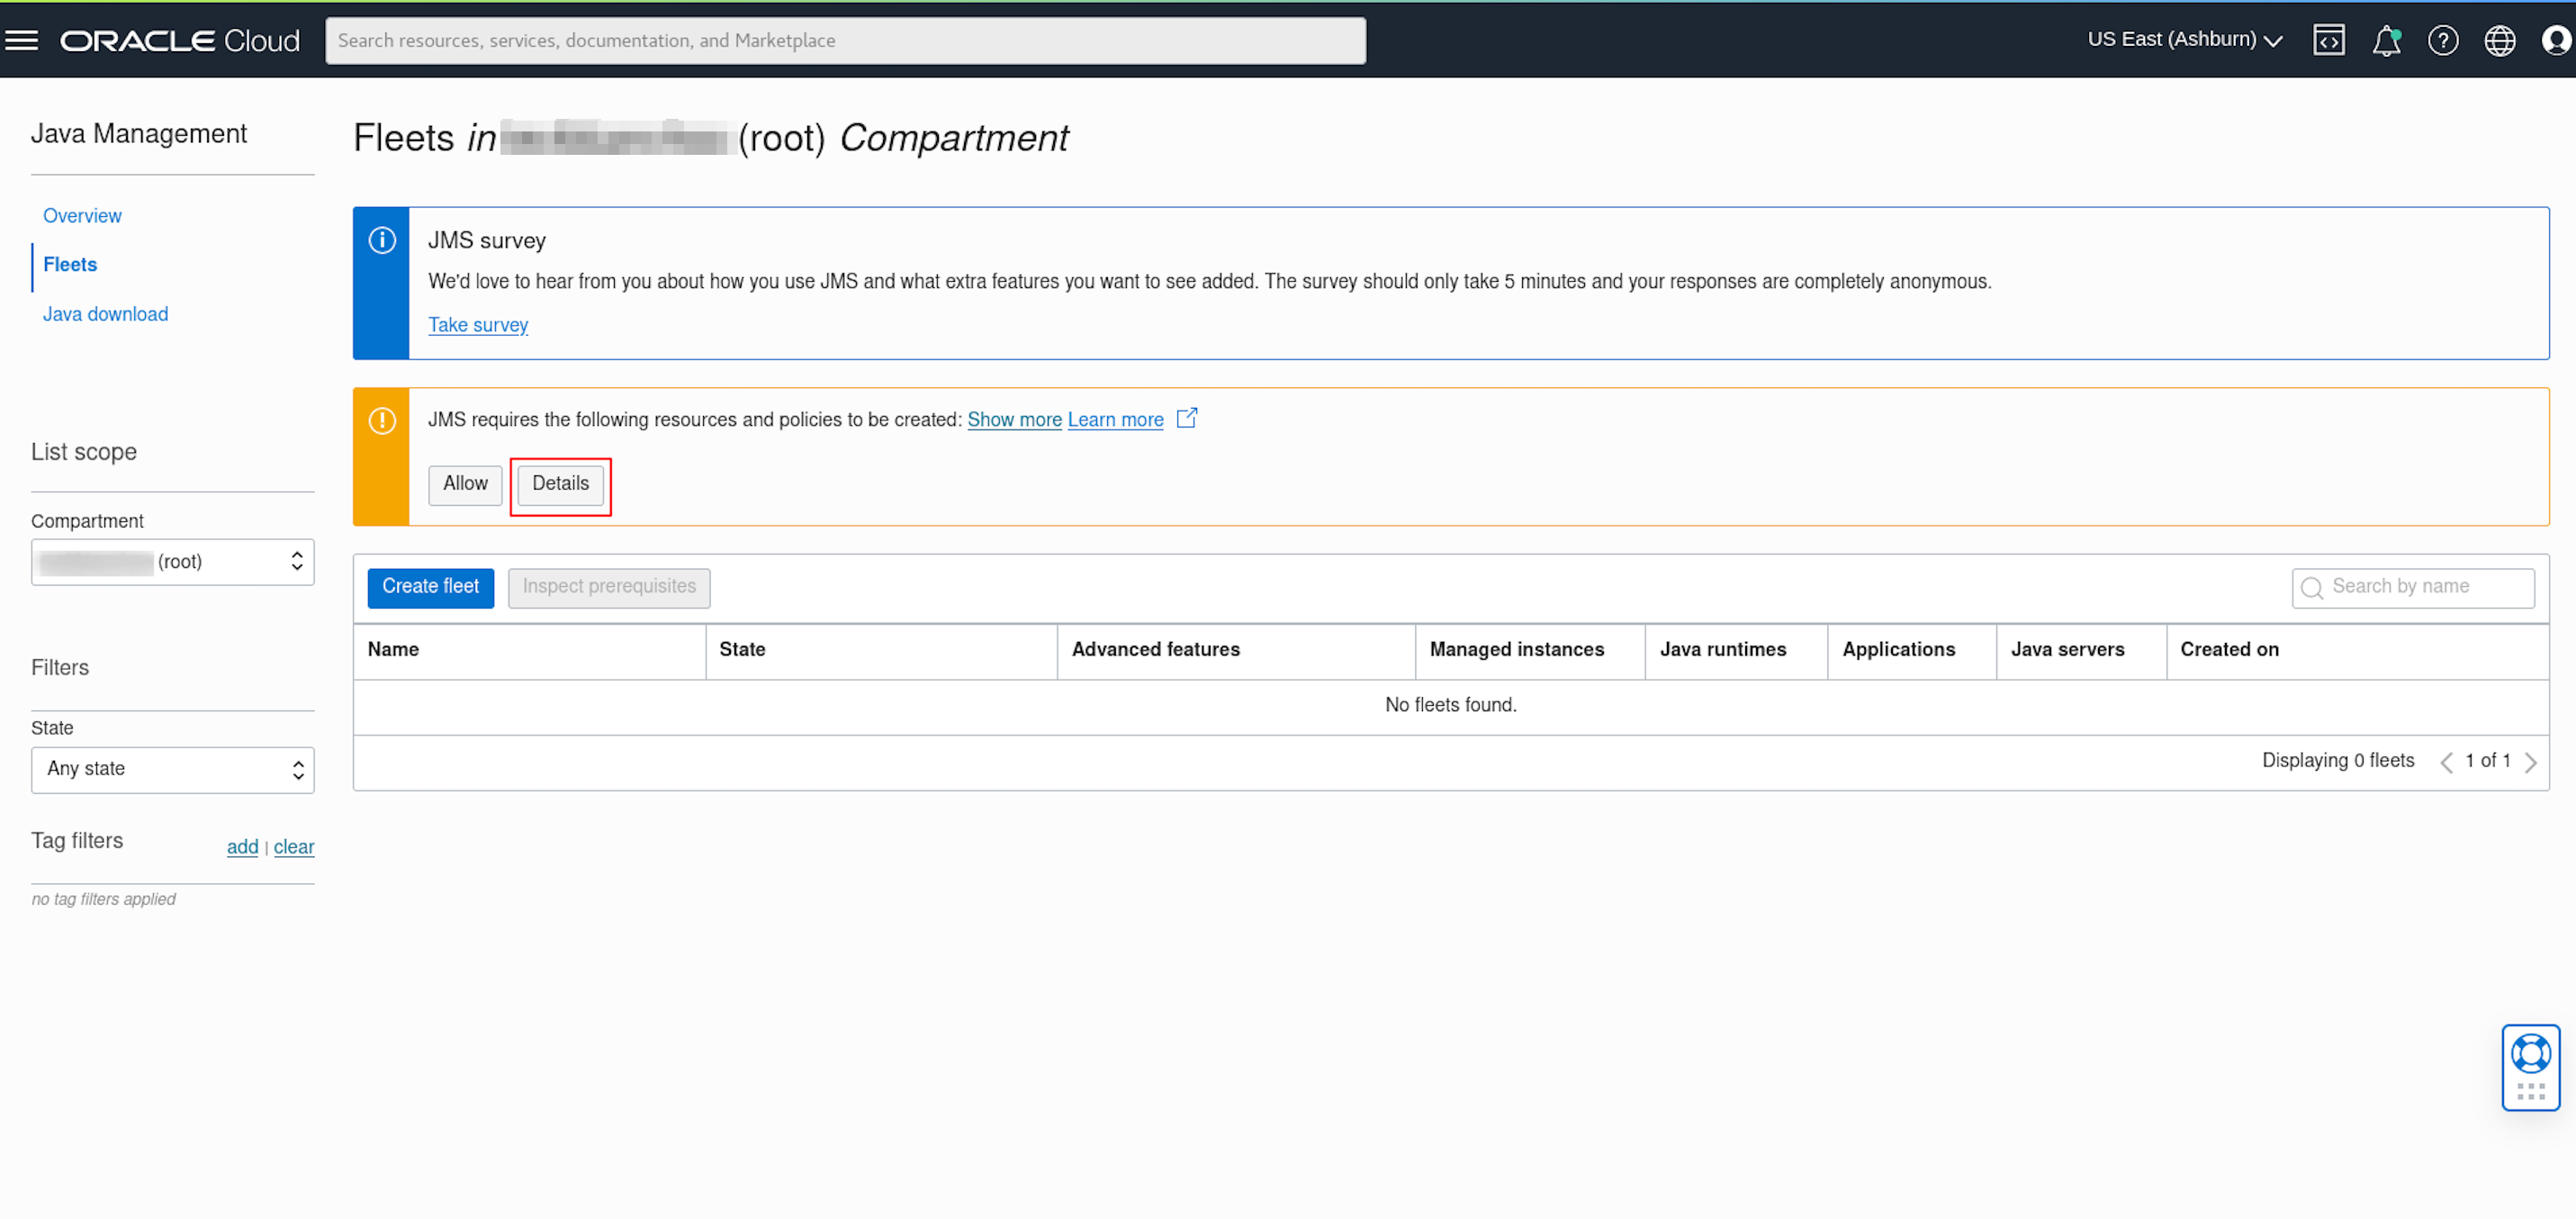 ORACLE Cloud
Search resources, services, documentation, and Marketplace
US East (Ashburn)
Java Management
Overview
Fleets
Java download
List scope
Compartment
(root)
Filters
State
Any state
Tag filters
add | clear
no tag filters applied
Fleets in (root) Compartment
JMS survey
We'd love to hear from you about how you use JMS and what extra features you want to see added. The survey should only take 5 minutes and your responses are completely anonymous.
Take survey
JMS requires the following resources and policies to be created: Show more Learn more
Allow Details
Create fleet Inspect prerequisites Search by name
Name State Advanced features Managed instances Java runtimes Applications Java servers Created on
No fleets found.
Displaying 0 fleets 1 of 1